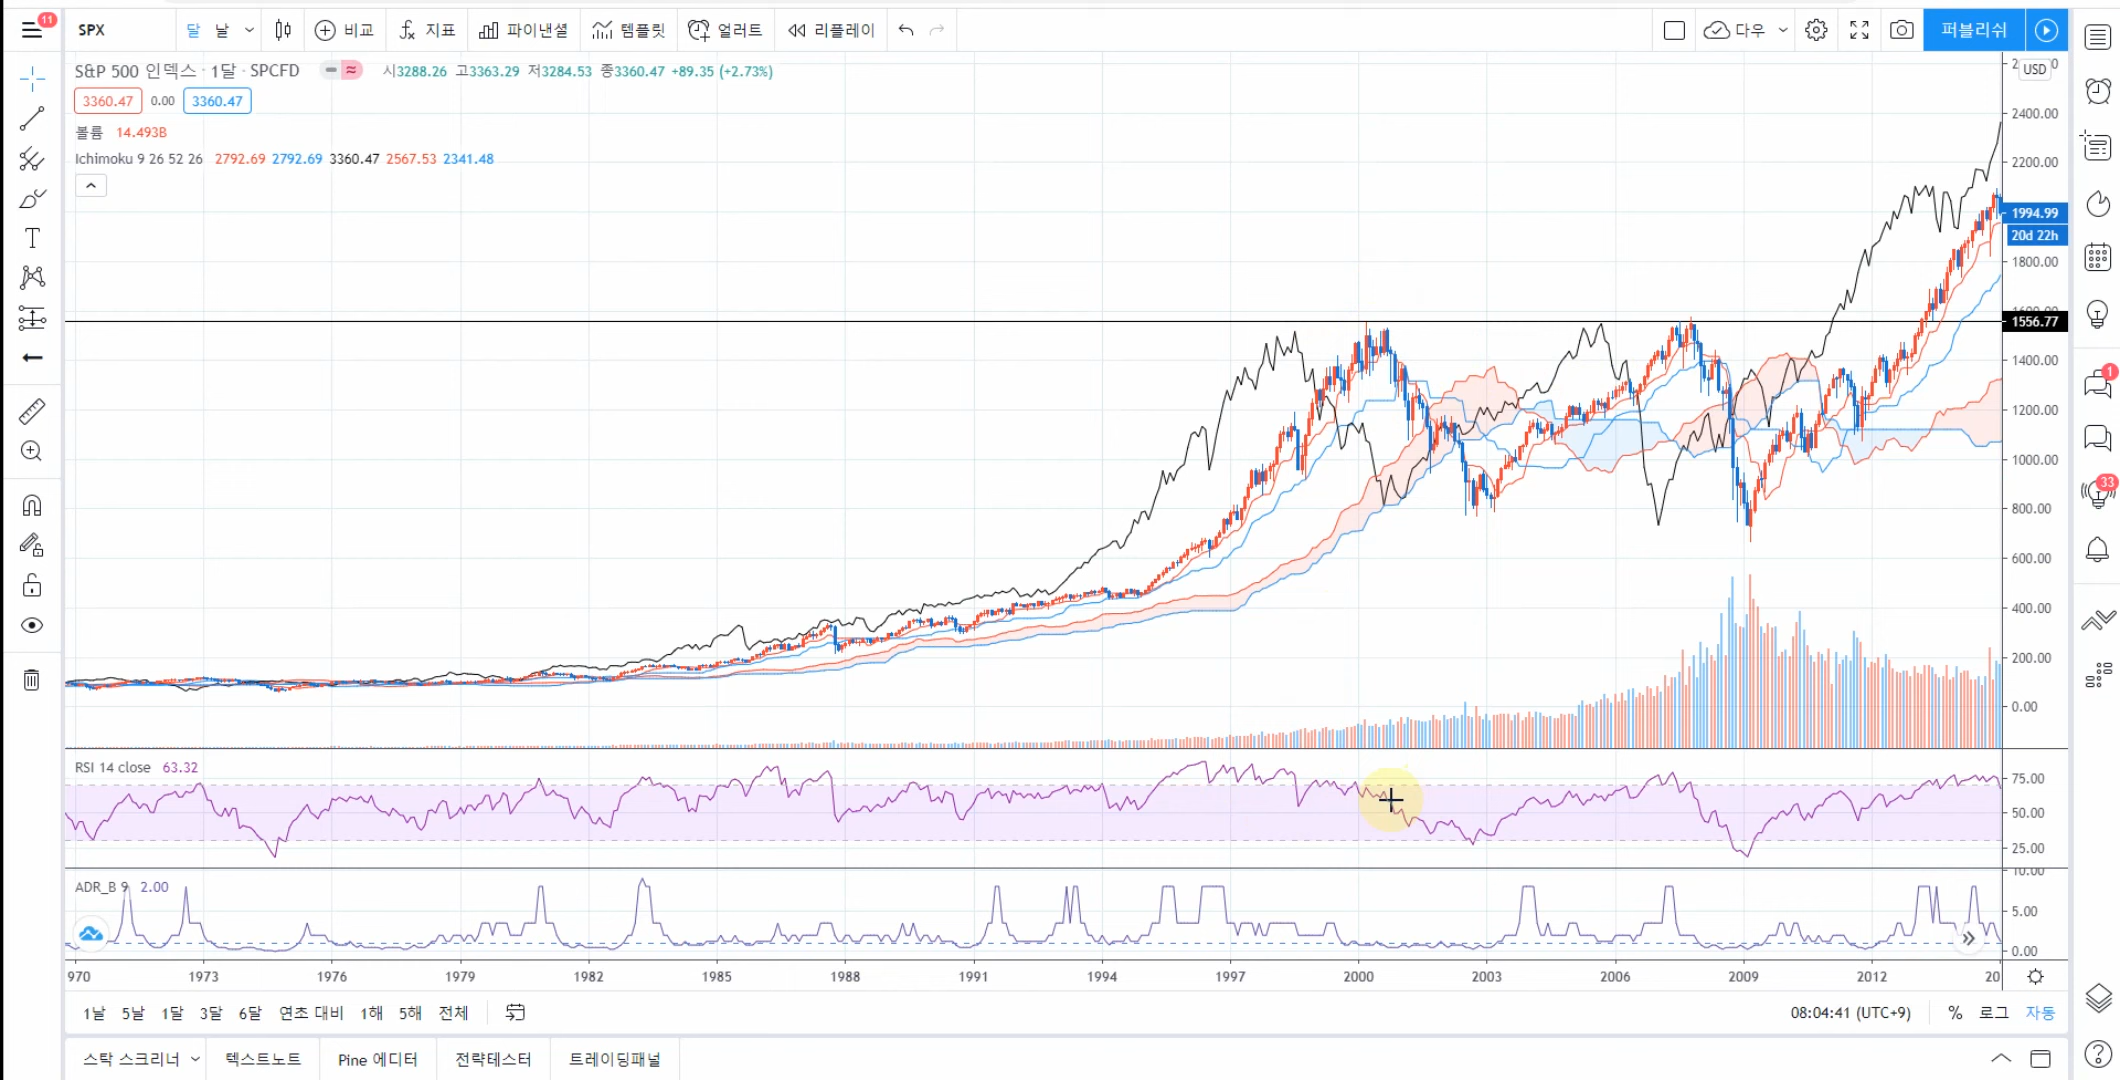 11 SPX 달 날 비교 지표 파이낸셜 템플릿 얼러트 리플레이 다우 퍼블리쉬
S&P 500 인덱스 · 1달 · SPCFD 시3288.26 고3363.29 저3284.53 종3360.47 +89.35 (+2.73%)
USD
3360.47 0.00 3360.47
볼륨 14.493B
Ichimoku 9 26 52 26 2792.69 2792.69 3360.47 2567.53 2341.48
2400.00
2200.00
1994.99
20d 22h
1800.00
1556.77
1400.00
1200.00
1000.00
800.00
600.00
400.00
200.00
0.00
1
33
RSI 14 close 63.32
75.00
50.00
25.00
ADR_B 9 2.00
10.00
5.00
0.00
970 1973 1976 1979 1982 1985 1988 1991 1994 1997 2000 2003 2006 2009 2012 20
1날 5날 1달 3달 6달 연초 대비 1해 5해 전체 08:04:41 (UTC+9) % 로그 자동
스탁 스크리너 텍스트노트 Pine 에디터 전략테스터 트레이딩패널